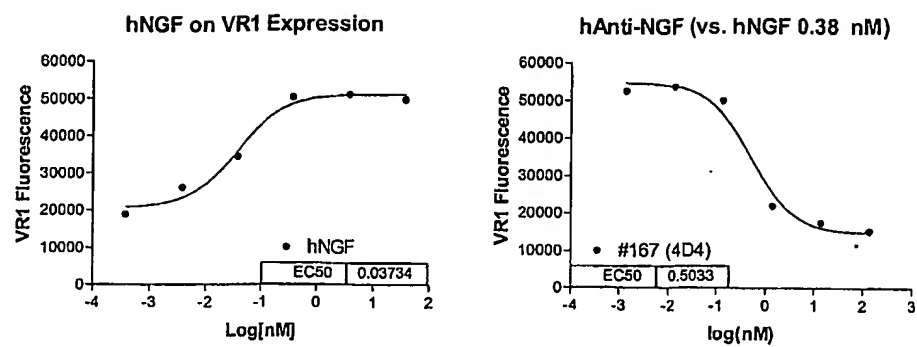 hNGF on VR1 Expression
VR1 Fluorescence
60000
50000
40000
30000
20000
10000
0
hNGF
EC50 0.03734
-4 -3 -2 -1 0 1 2
Log[nM]
hAnti-NGF (vs. hNGF 0.38 nM)
VR1 Fluorescence
60000
50000
40000
30000
20000
10000
0
#167 (4D4)
EC50 0.5033
-4 -3 -2 -1 0 1 2 3
log(nM)